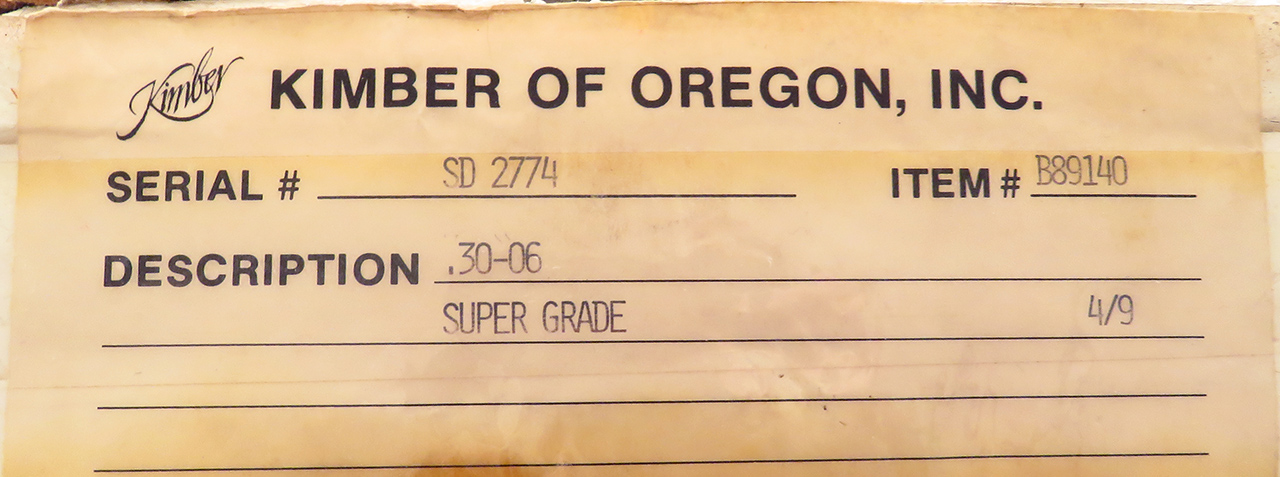 Kimber KIMBER OF OREGON, INC.
SERIAL # SD 2774 ITEM # B89140
DESCRIPTION .30-06
SUPER GRADE 4/9